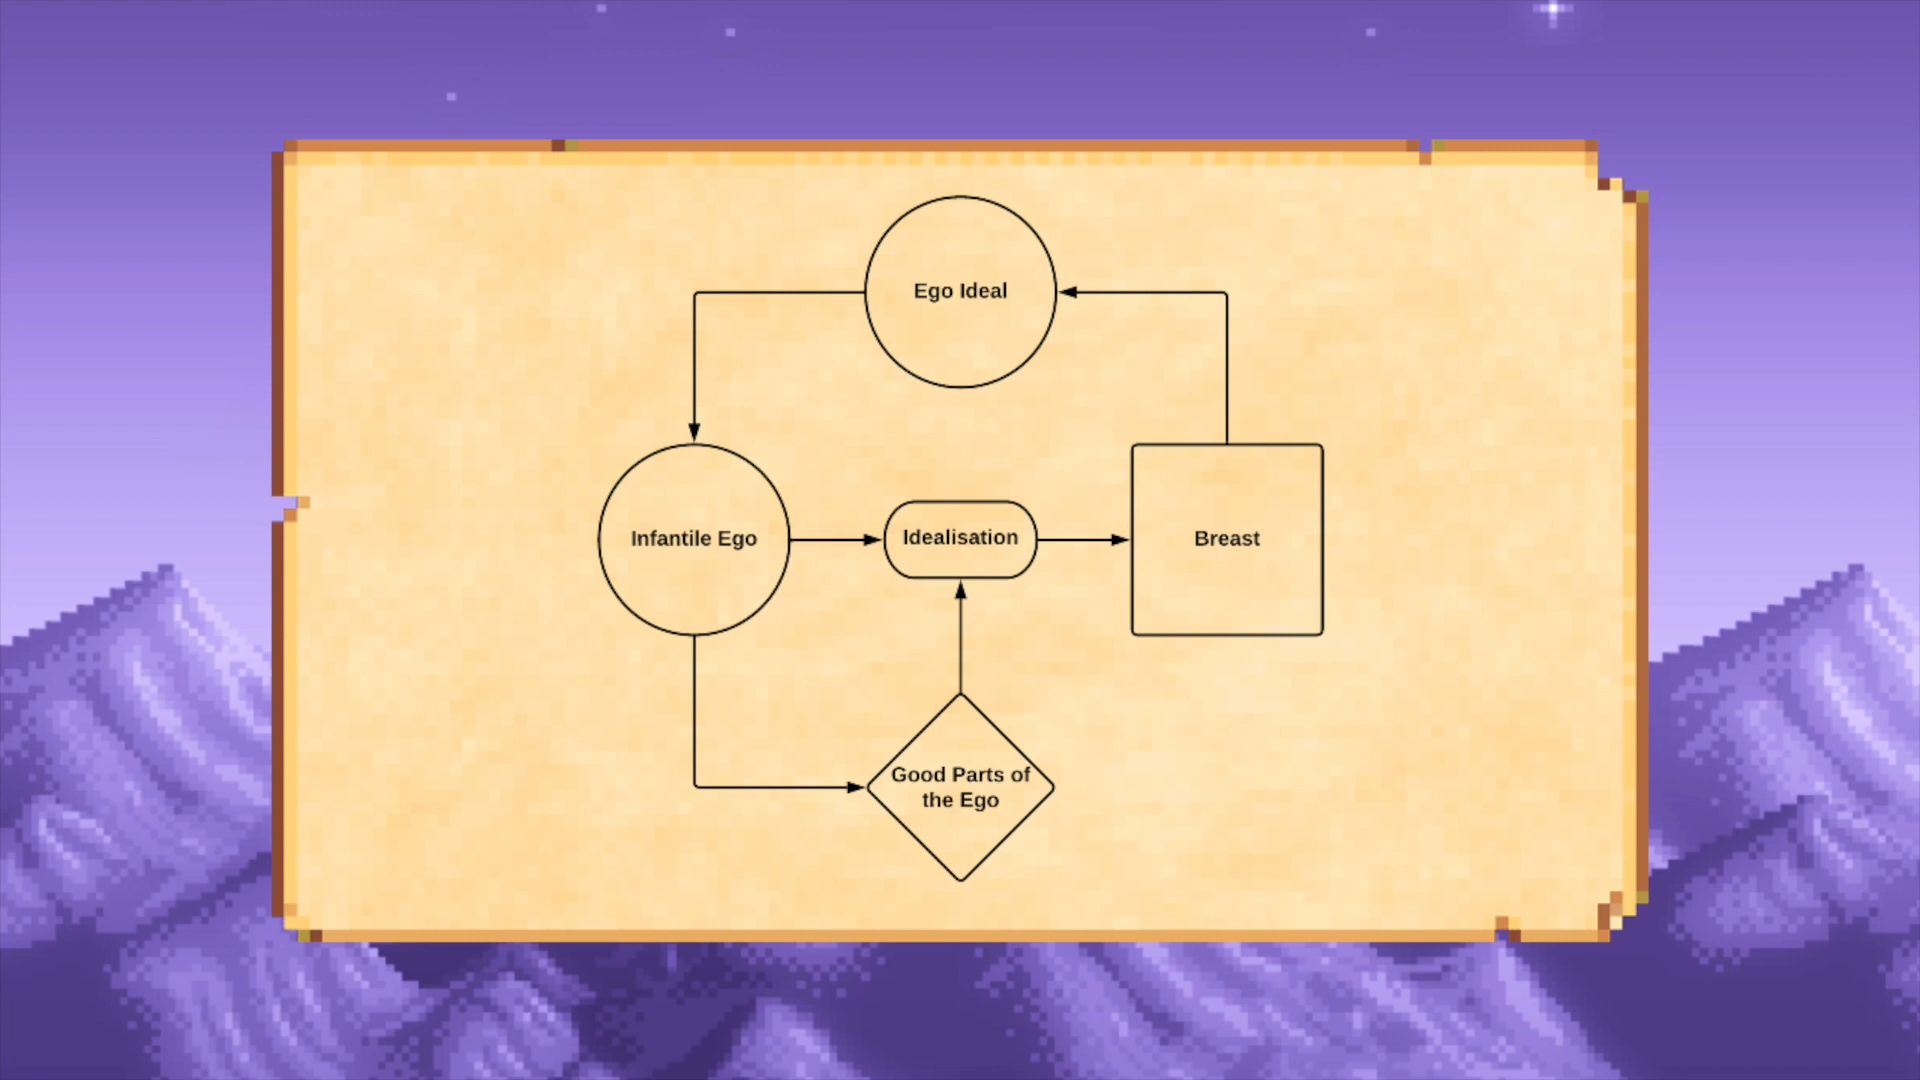 Ego Ideal
Infantile Ego
Idealisation
Breast
Good Parts of
the Ego